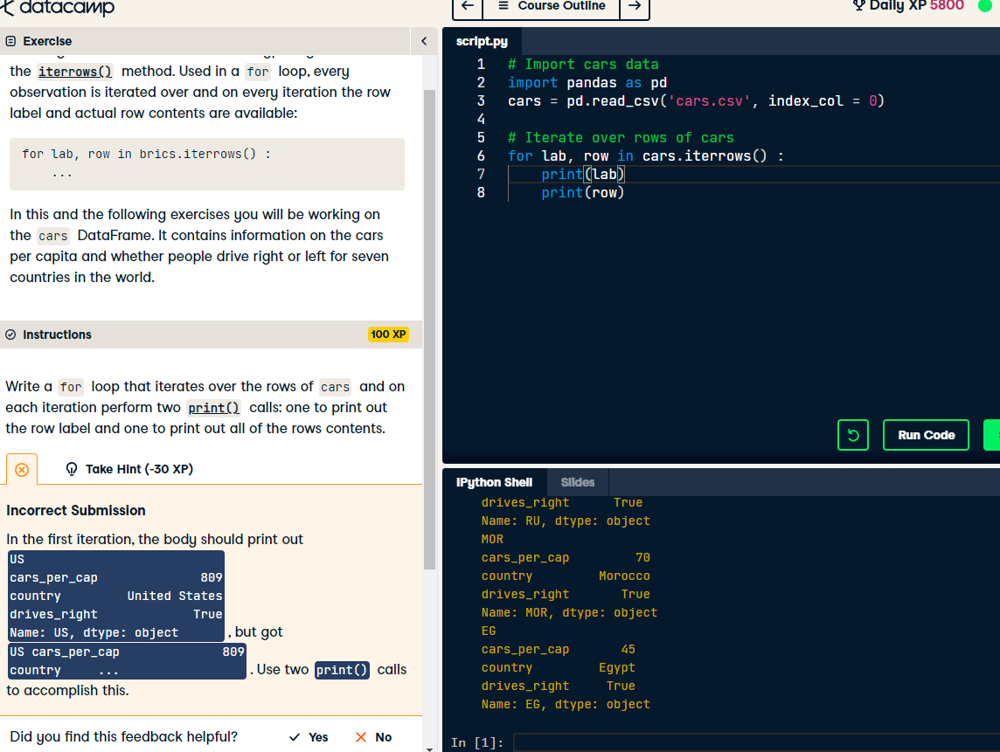 datacamp
Course Outline
Daily XP 5800
Exercise
the iterrows() method. Used in a for loop, every
observation is iterated over and on every iteration the row
label and actual row contents are available:
for lab, row in brics.iterrows() :
...
In this and the following exercises you will be working on
the cars DataFrame. It contains information on the cars
per capita and whether people drive right or left for seven
countries in the world.
Instructions
100 XP
Write a for loop that iterates over the rows of cars and on
each iteration perform two print() calls: one to print out
the row label and one to print out all of the rows contents.
Take Hint (-30 XP)
Incorrect Submission
In the first iteration, the body should print out
US
cars_per_cap 809
country United States
drives_right True
Name: US, dtype: object , but got
US cars_per_cap 809
country ... . Use two print() calls
to accomplish this.
Did you find this feedback helpful? Yes No
script.py
1 # Import cars data
2 import pandas as pd
3 cars = pd.read_csv('cars.csv', index_col = 0)
4
5 # Iterate over rows of cars
6 for lab, row in cars.iterrows() :
7 print(lab)
8 print(row)
Run Code
IPython Shell Slides
drives_right True
Name: RU, dtype: object
MOR
cars_per_cap 70
country Morocco
drives_right True
Name: MOR, dtype: object
EG
cars_per_cap 45
country Egypt
drives_right True
Name: EG, dtype: object
In [1]: